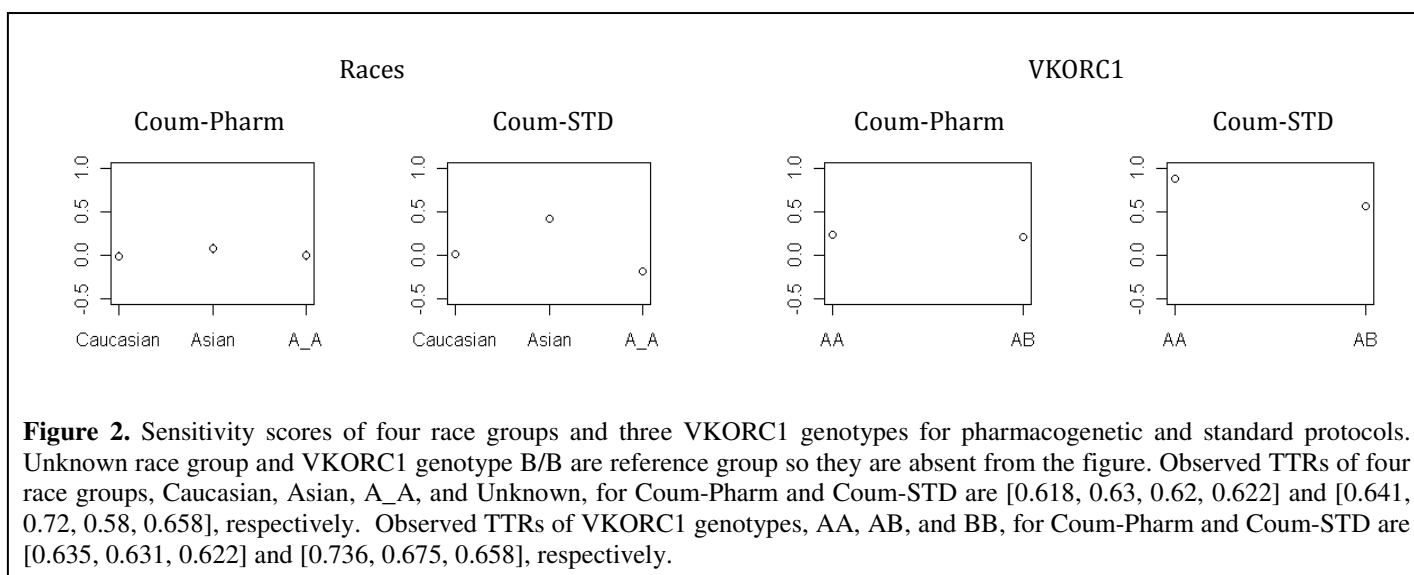 Races VKORC1
Coum-Pharm Coum-STD Coum-Pharm Coum-STD
1.0 1.0 1.0 1.0
0.5 0.5 0.5 0.5
0.0 0.0 0.0 0.0
-0.5 -0.5 -0.5 -0.5
Caucasian Asian A_A Caucasian Asian A_A AA AB AA AB
Figure 2. Sensitivity scores of four race groups and three VKORC1 genotypes for pharmacogenetic and standard protocols.
Unknown race group and VKORC1 genotype B/B are reference group so they are absent from the figure. Observed TTRs of four
race groups, Caucasian, Asian, A_A, and Unknown, for Coum-Pharm and Coum-STD are [0.618, 0.63, 0.62, 0.622] and [0.641,
0.72, 0.58, 0.658], respectively. Observed TTRs of VKORC1 genotypes, AA, AB, and BB, for Coum-Pharm and Coum-STD are
[0.635, 0.631, 0.622] and [0.736, 0.675, 0.658], respectively.